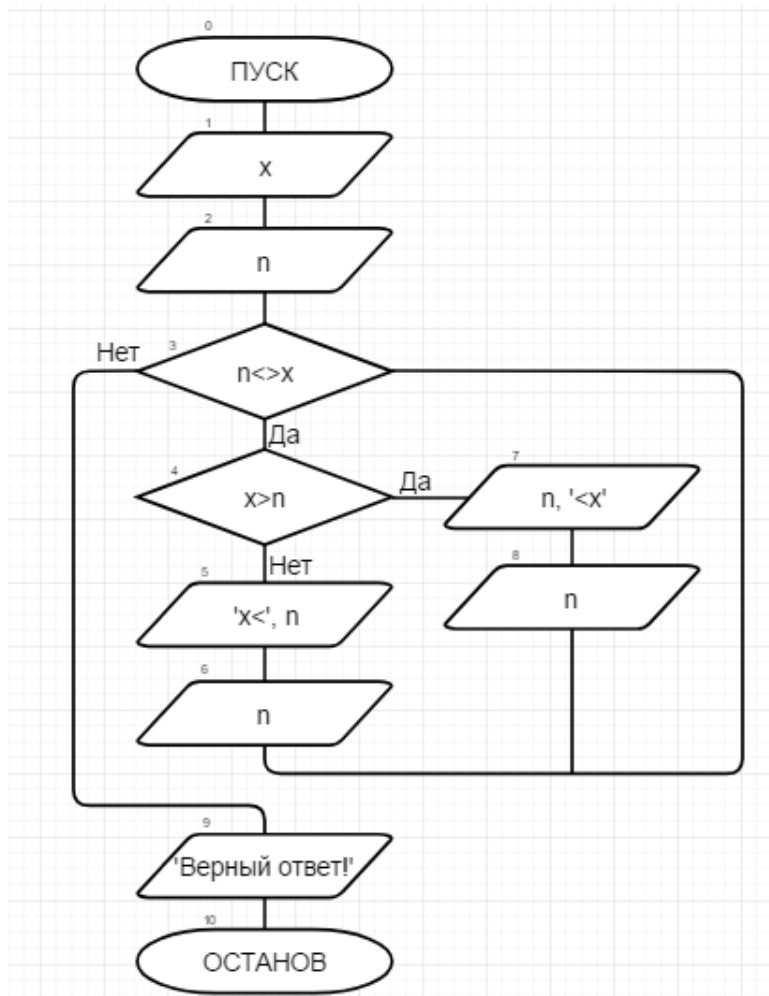 0
ПУСК
1
x
2
n
3
Нет
n<>x
Да
4
x>n
Да
7
n, '<x'
Нет
5
'x<', n
8
n
6
n
9
'Верный ответ!'
10
ОСТАНОВ